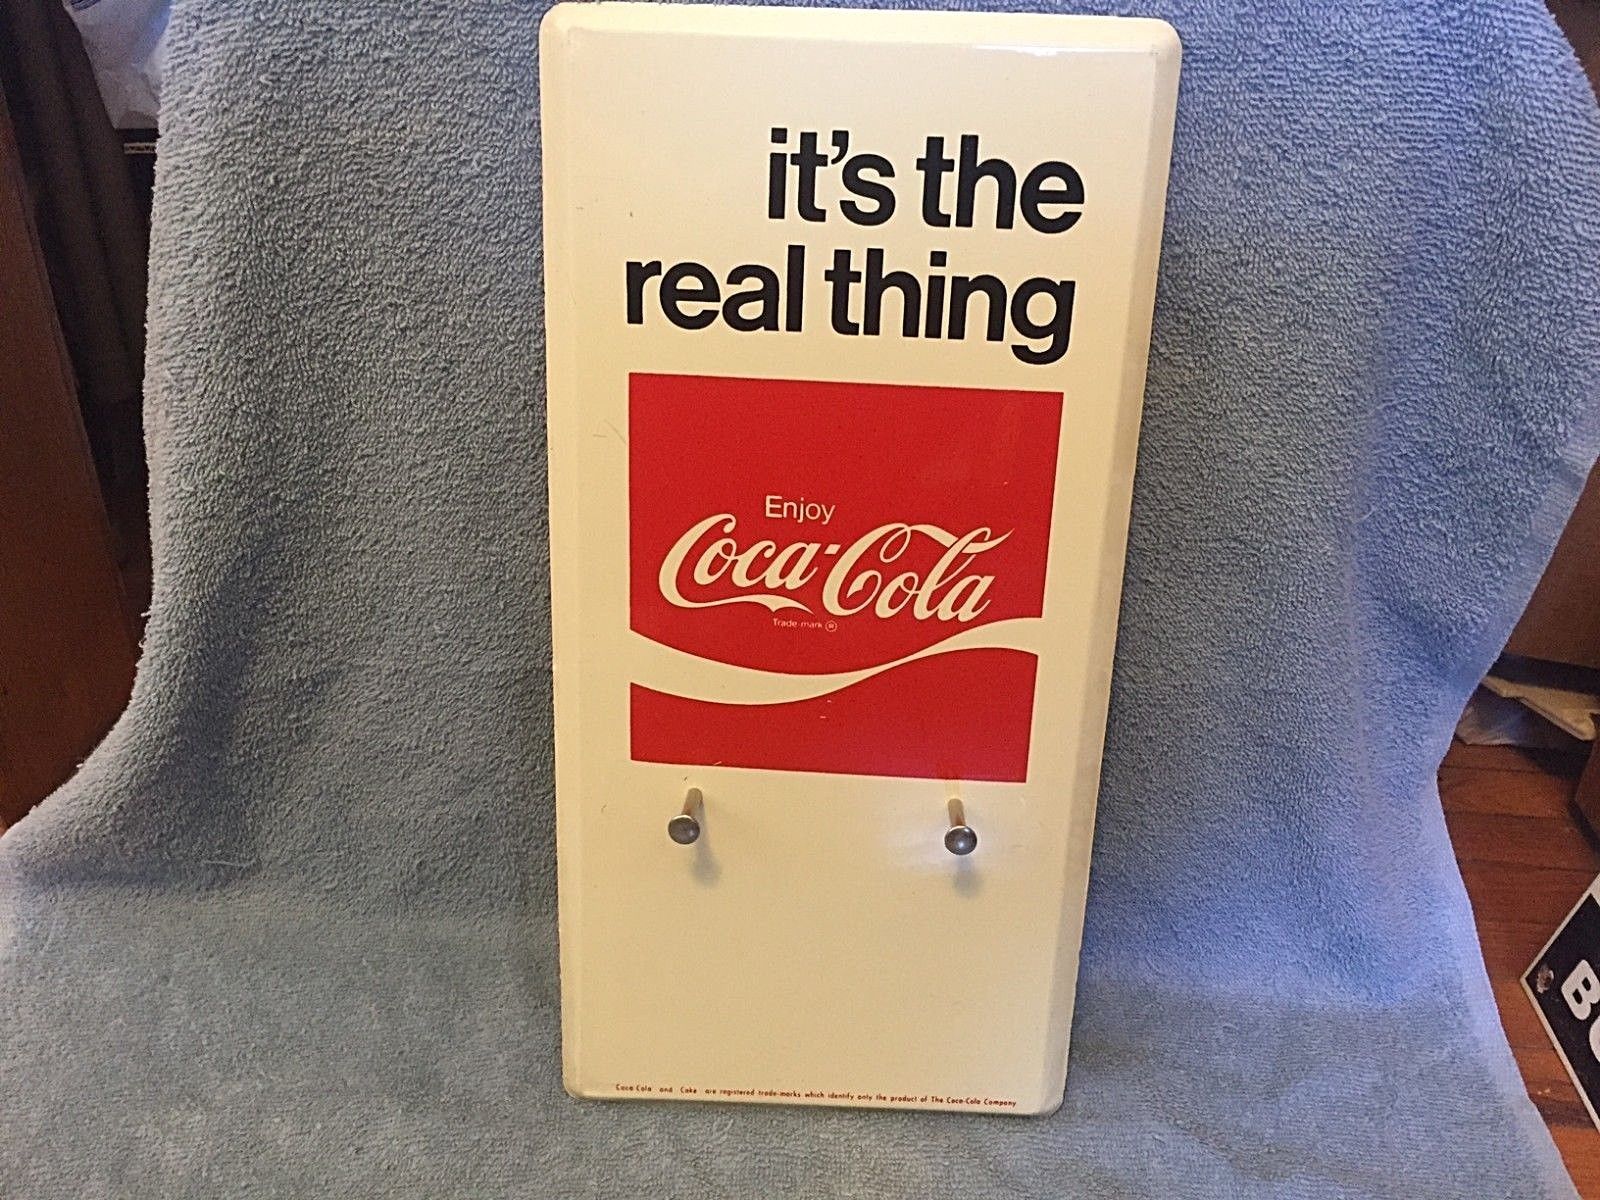 it's the
real thing
Enjoy
Coca-Cola
Trade-mark ®
Coca-Cola and Coke are registered trade-marks which identify only the product of The Coca-Cola Company